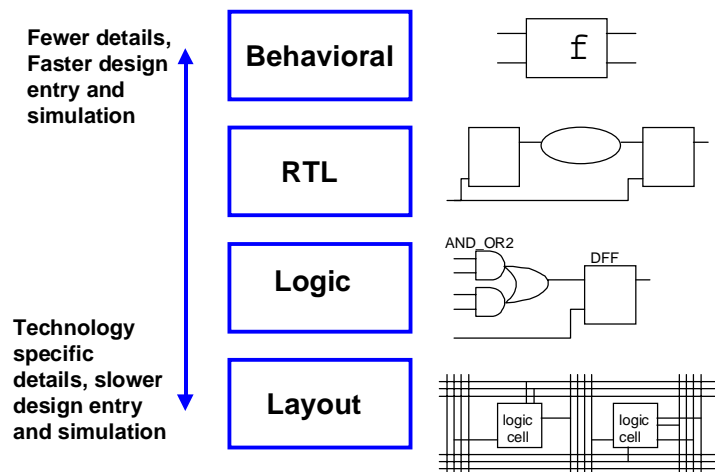 Fewer details,
Faster design
entry and
simulation
Behavioral
f
RTL
AND_OR2
DFF
Logic
Technology
specific
details, slower
design entry
and simulation
Layout
logic
cell
logic
cell